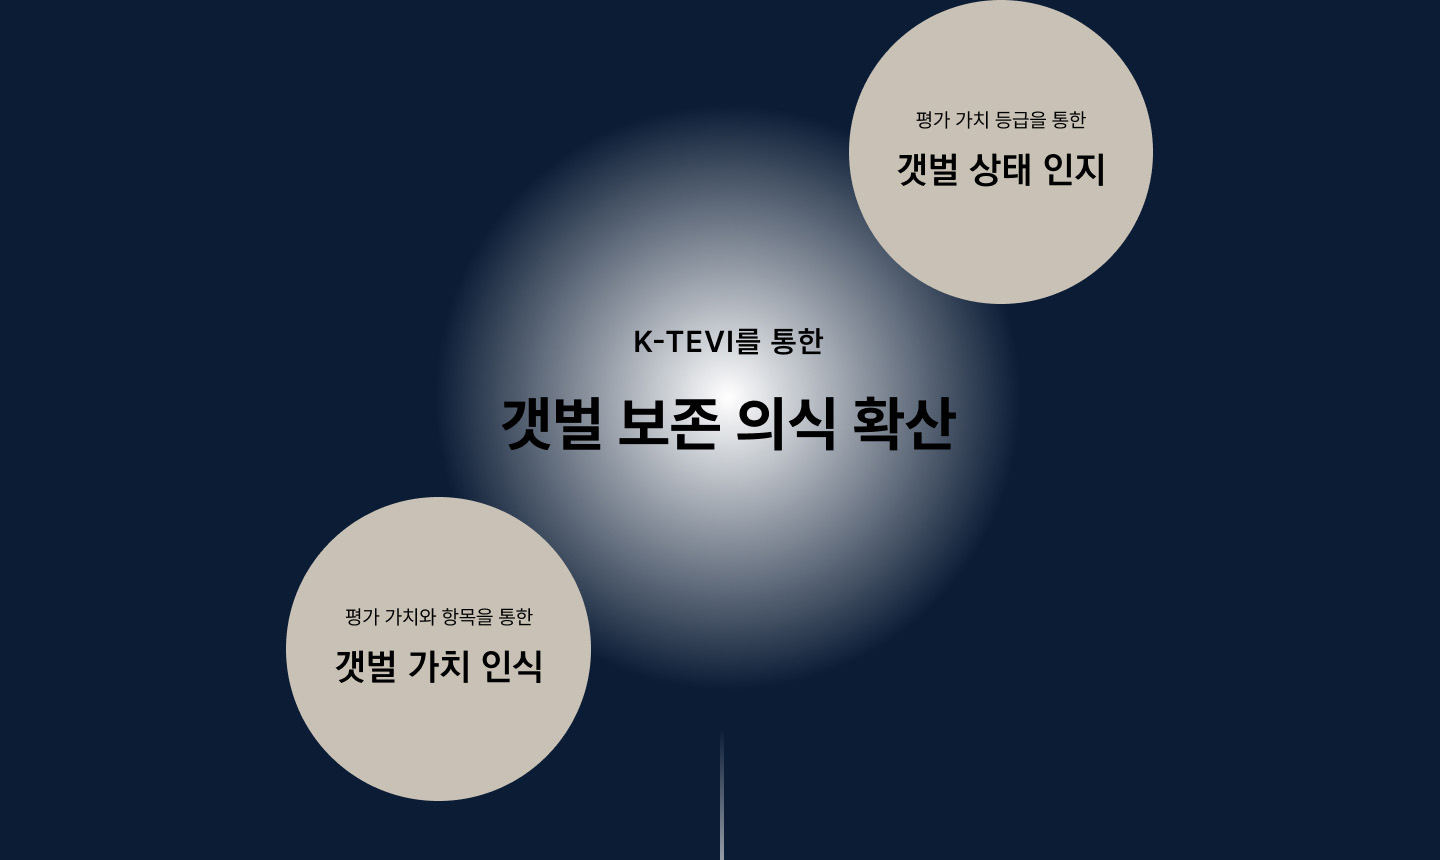 평가 가치 등급을 통한
갯벌 상태 인지
K-TEVI를 통한
갯벌 보존 의식 확산
평가 가치와 항목을 통한
갯벌 가치 인식